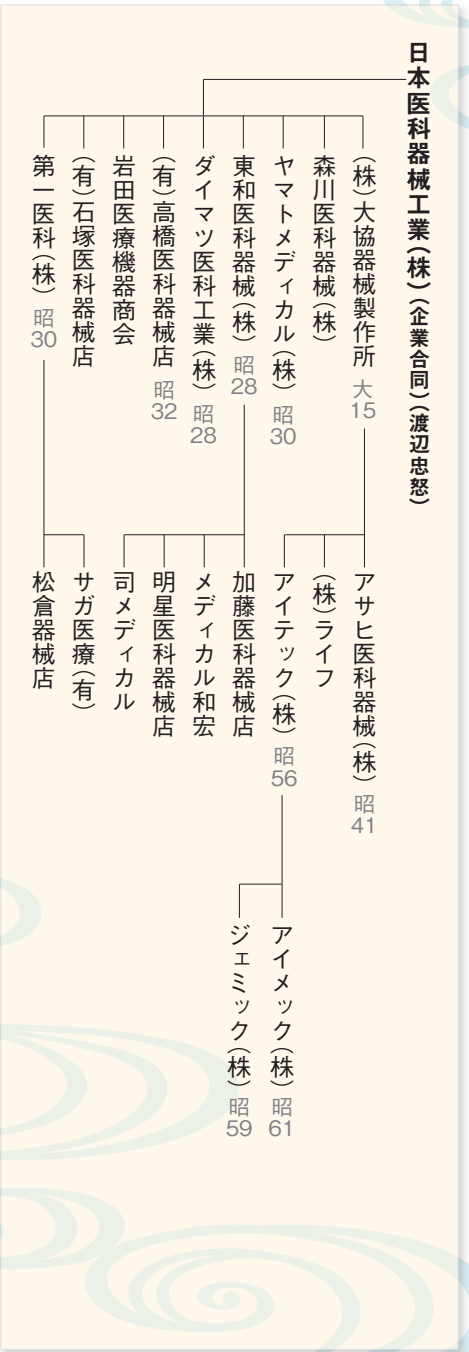 日本医科器械工業(株)(企業合同)(渡辺忠怒)
(株)大協器械製作所 大15
森川医科器械(株)
ヤマトメディカル(株) 昭30
東和医科器械(株) 昭28
ダイマツ医科工業(株) 昭28
(有)高橋医科器械店 昭32
岩田医療機器商会
(有)石塚医科器械店
第一医科(株) 昭30
アサヒ医科器械(株) 昭41
(株)ライフ
アイテック(株) 昭56
加藤医科器械店
メディカル和宏
明星医科器械店
司メディカル
サガ医療(有)
松倉器械店
アイメック(株) 昭61
ジェミック(株) 昭59